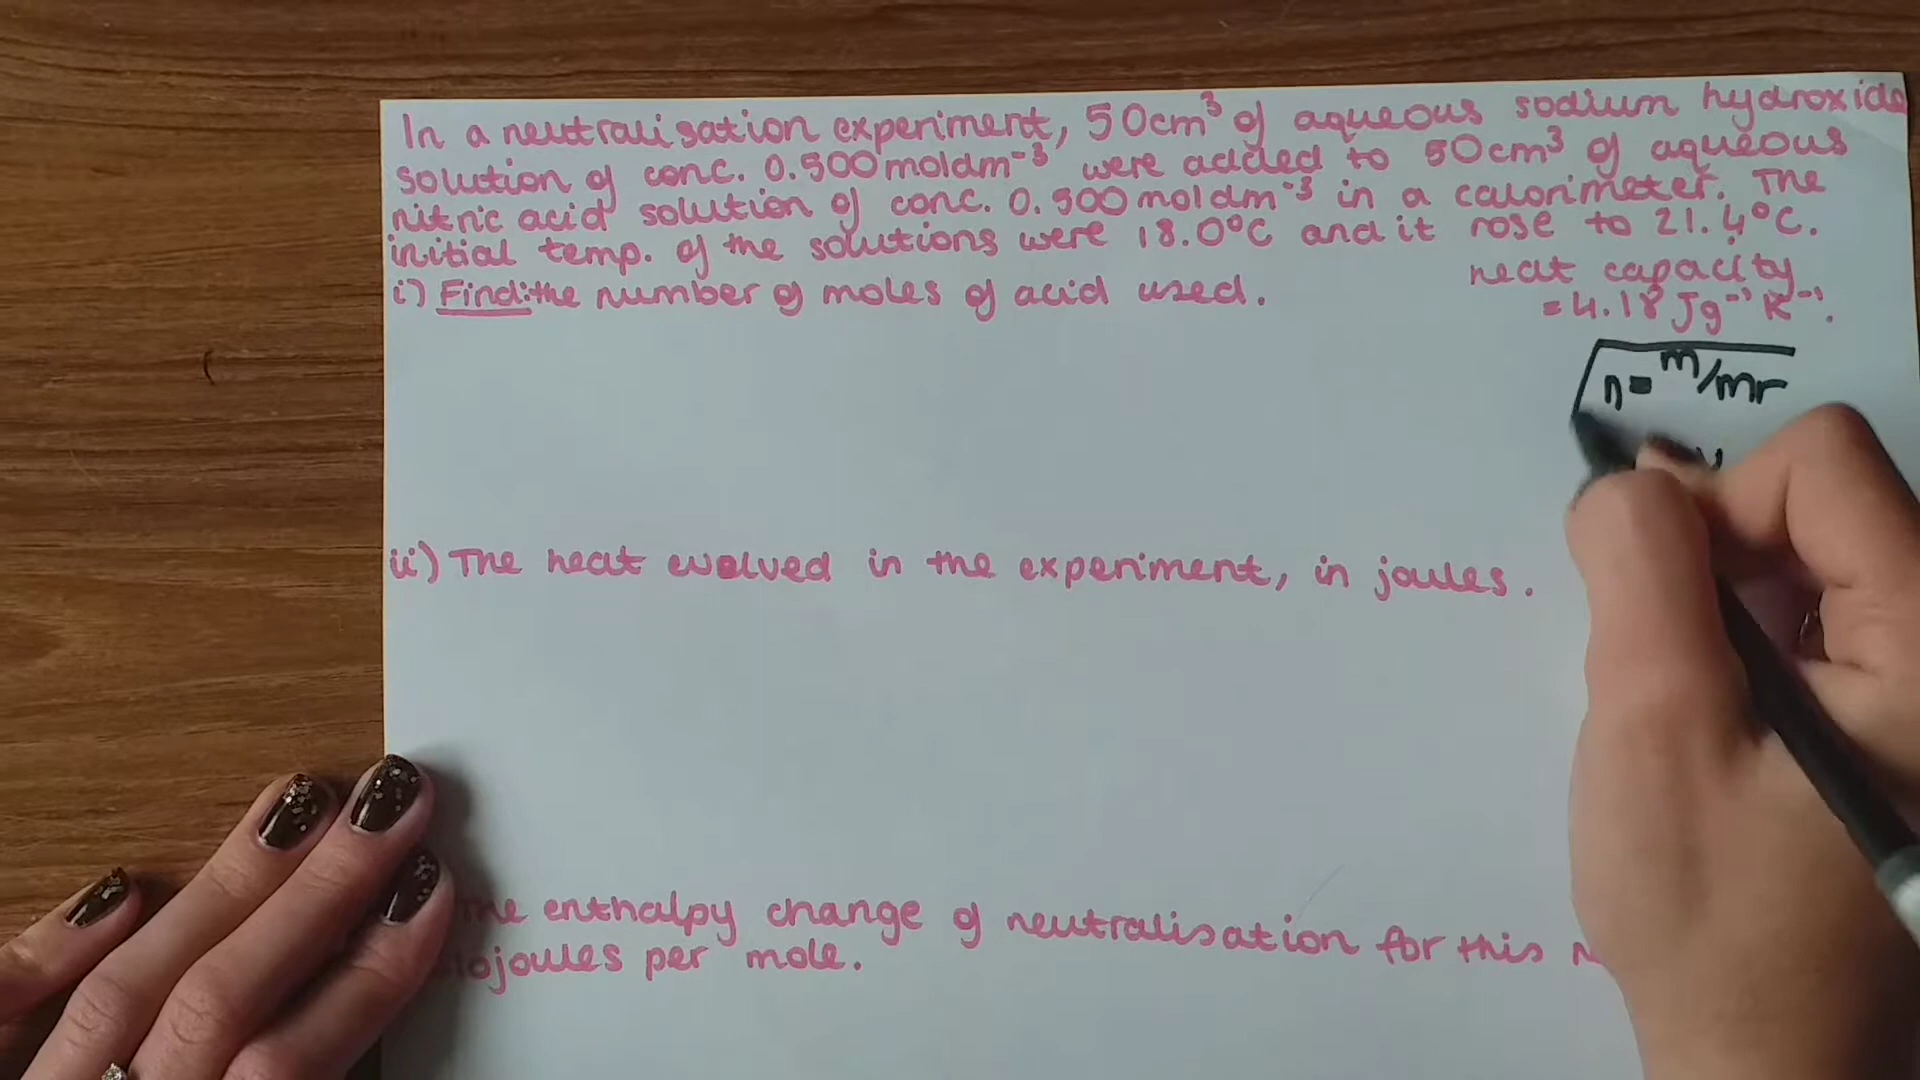 In a neutralisation experiment, 50cm³ of aqueous sodium hydroxide
solution of conc. 0.500moldm⁻³ were added to 50cm³ of aqueous
nitric acid solution of conc. 0.500moldm⁻³ in a calorimeter. The
initial temp. of the solutions were 18.0°C and it rose to 21.4°C.
i) Find: the number of moles of acid used.
heat capacity
= 4.18 Jg⁻¹ K⁻¹.
n = m/mr
ii) The heat evolved in the experiment, in joules.
enthalpy change of neutralisation for this
per mole.